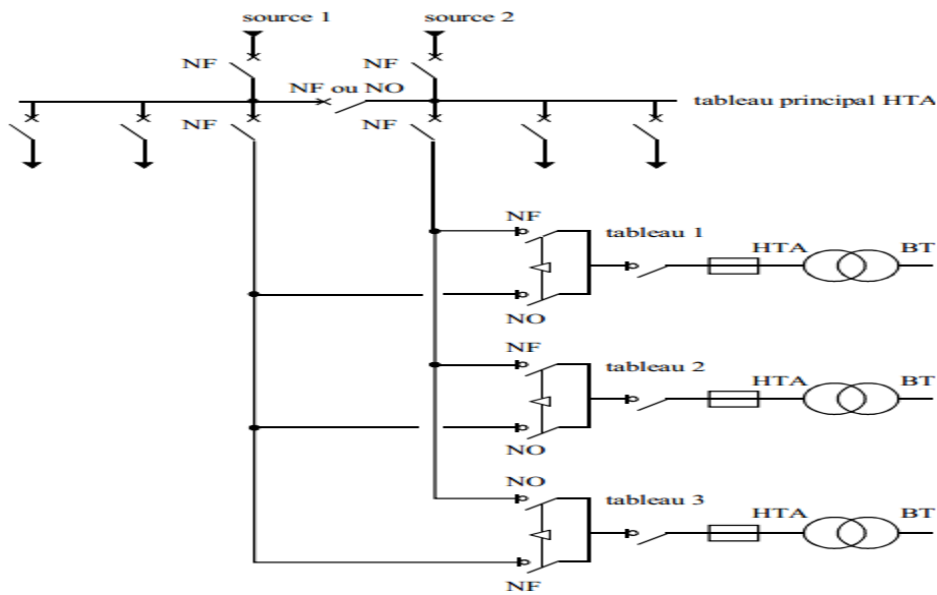 source 1 source 2
NF NF
NF ou NO
tableau principal HTA
NF NF
NF
tableau 1
HTA BT
NO
NF
tableau 2
HTA BT
NO
NO
tableau 3
HTA BT
NF